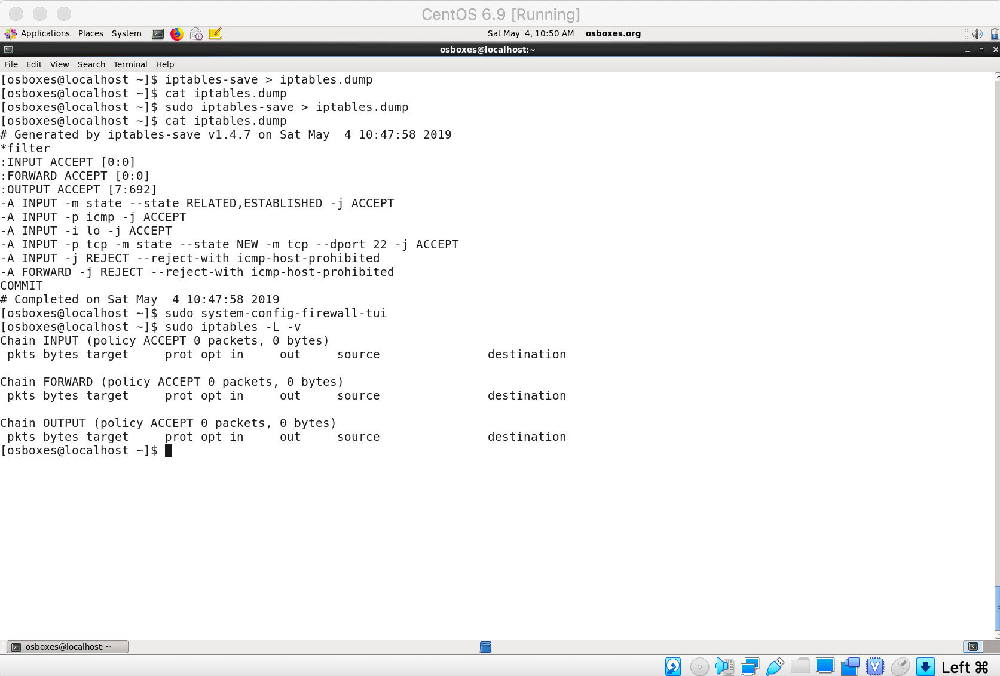 CentOS 6.9 [Running]
Applications Places System Sat May 4, 10:50 AM osboxes.org
osboxes@localhost:~
File Edit View Search Terminal Help
[osboxes@localhost ~]$ iptables-save > iptables.dump
[osboxes@localhost ~]$ cat iptables.dump
[osboxes@localhost ~]$ sudo iptables-save > iptables.dump
[osboxes@localhost ~]$ cat iptables.dump
# Generated by iptables-save v1.4.7 on Sat May  4 10:47:58 2019
*filter
:INPUT ACCEPT [0:0]
:FORWARD ACCEPT [0:0]
:OUTPUT ACCEPT [7:692]
-A INPUT -m state --state RELATED,ESTABLISHED -j ACCEPT
-A INPUT -p icmp -j ACCEPT
-A INPUT -i lo -j ACCEPT
-A INPUT -p tcp -m state --state NEW -m tcp --dport 22 -j ACCEPT
-A INPUT -j REJECT --reject-with icmp-host-prohibited
-A FORWARD -j REJECT --reject-with icmp-host-prohibited
COMMIT
# Completed on Sat May  4 10:47:58 2019
[osboxes@localhost ~]$ sudo system-config-firewall-tui
[osboxes@localhost ~]$ sudo iptables -L -v
Chain INPUT (policy ACCEPT 0 packets, 0 bytes)
 pkts bytes target     prot opt in     out     source               destination
Chain FORWARD (policy ACCEPT 0 packets, 0 bytes)
 pkts bytes target     prot opt in     out     source               destination
Chain OUTPUT (policy ACCEPT 0 packets, 0 bytes)
 pkts bytes target     prot opt in     out     source               destination
[osboxes@localhost ~]$
osboxes@localhost:~
Left ⌘